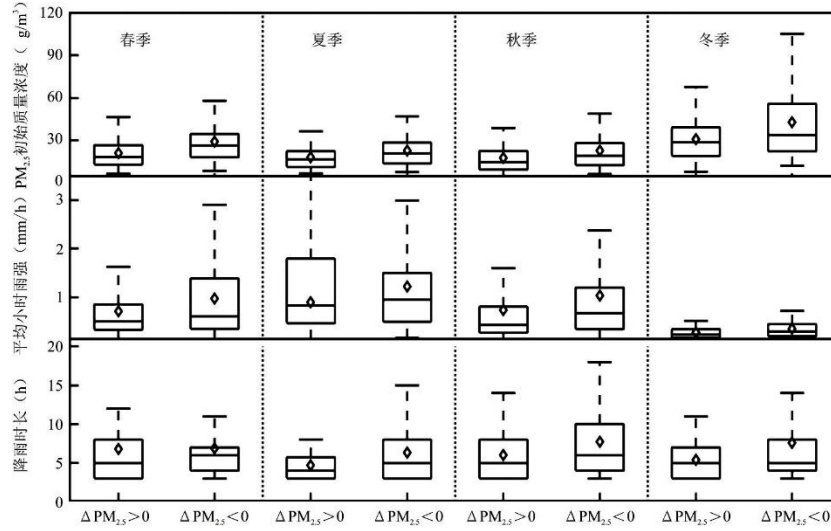 PM2.5初始质量浓度（ g/m³）
120
90
60
30
0
春季
夏季
秋季
冬季
平均小时雨强（mm/h）
3
2
1
降雨时长（h）
20
15
10
5
0
ΔPM2.5>0
ΔPM2.5<0
ΔPM2.5>0
ΔPM2.5<0
ΔPM2.5>0
ΔPM2.5<0
ΔPM2.5>0
ΔPM2.5<0